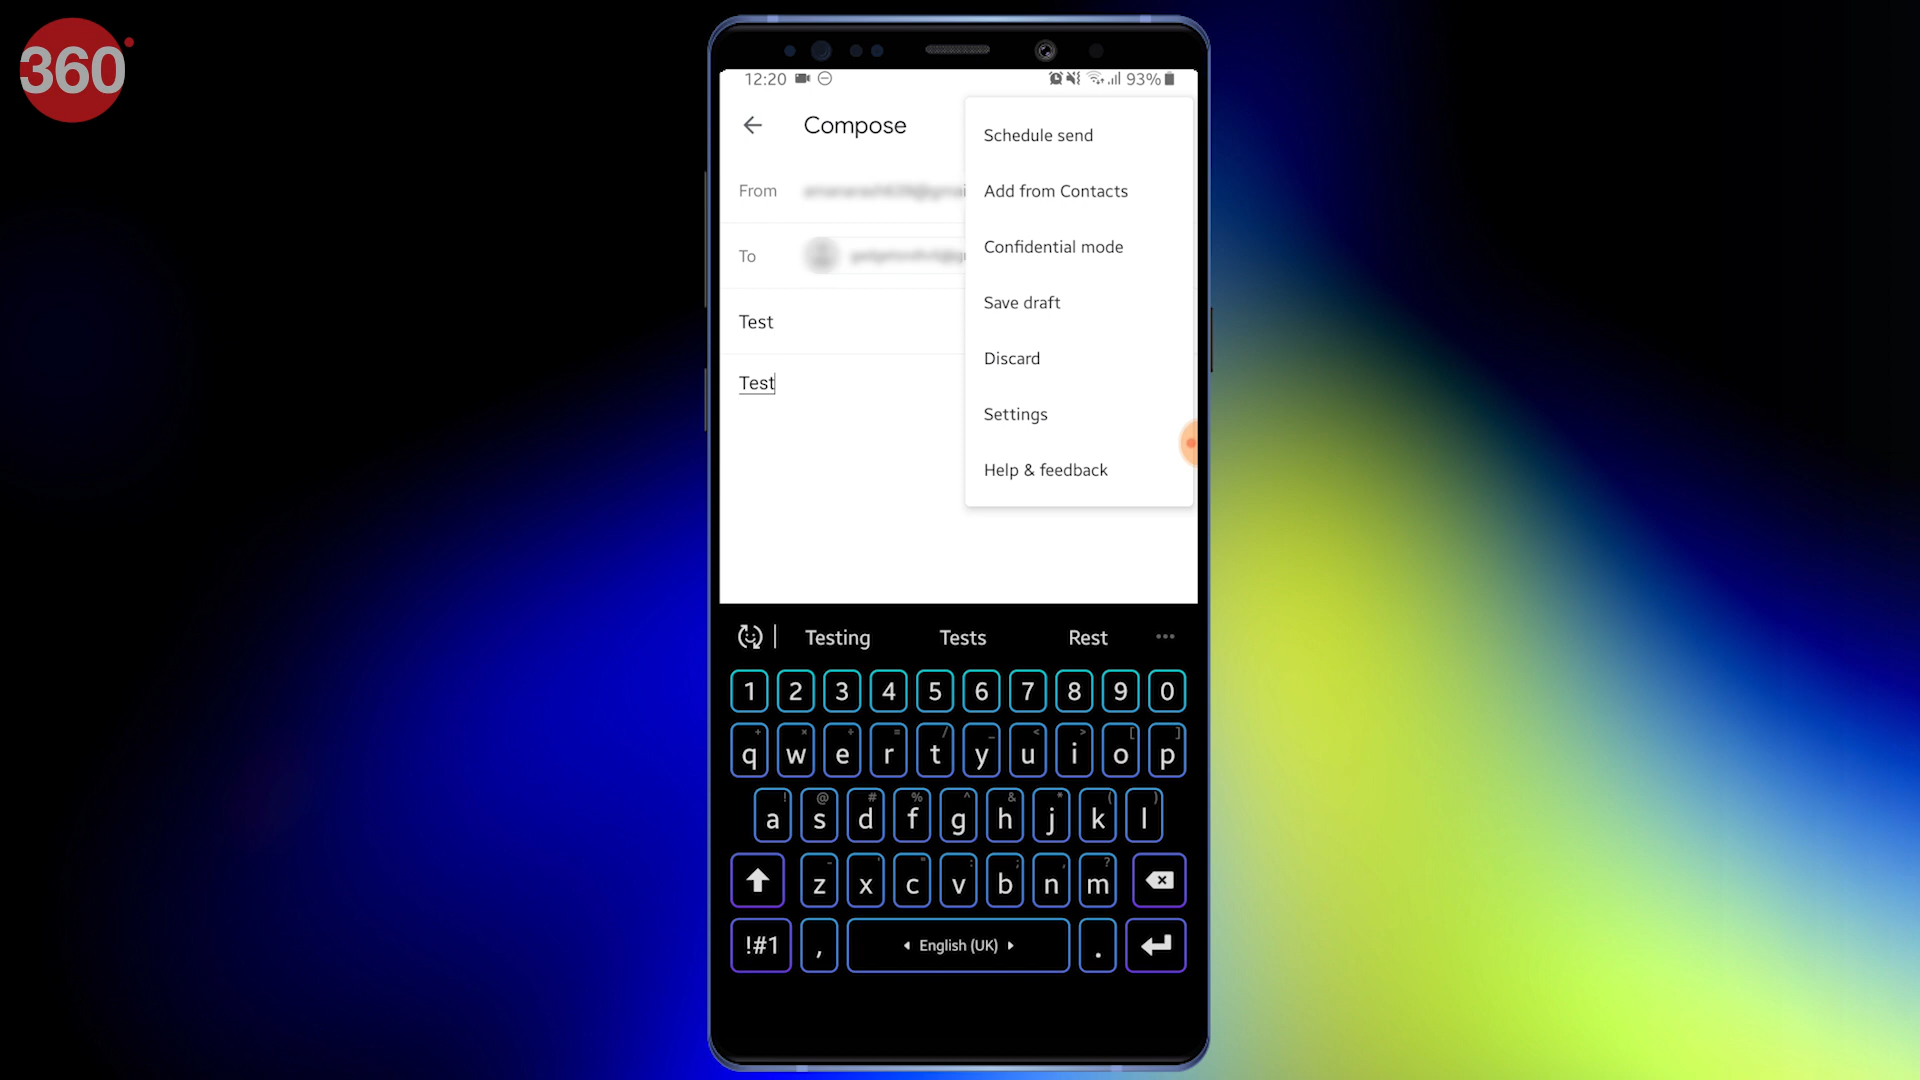 360
12:20 93%
Compose
Schedule send
From
Add from Contacts
To
Confidential mode
Save draft
Test
Discard
Test
Settings
Help & feedback
Testing Tests Rest ...
1 2 3 4 5 6 7 8 9 0
q w e r t y u i o p
a s d f g h j k l
z x c v b n m
!#1 , English (UK) .